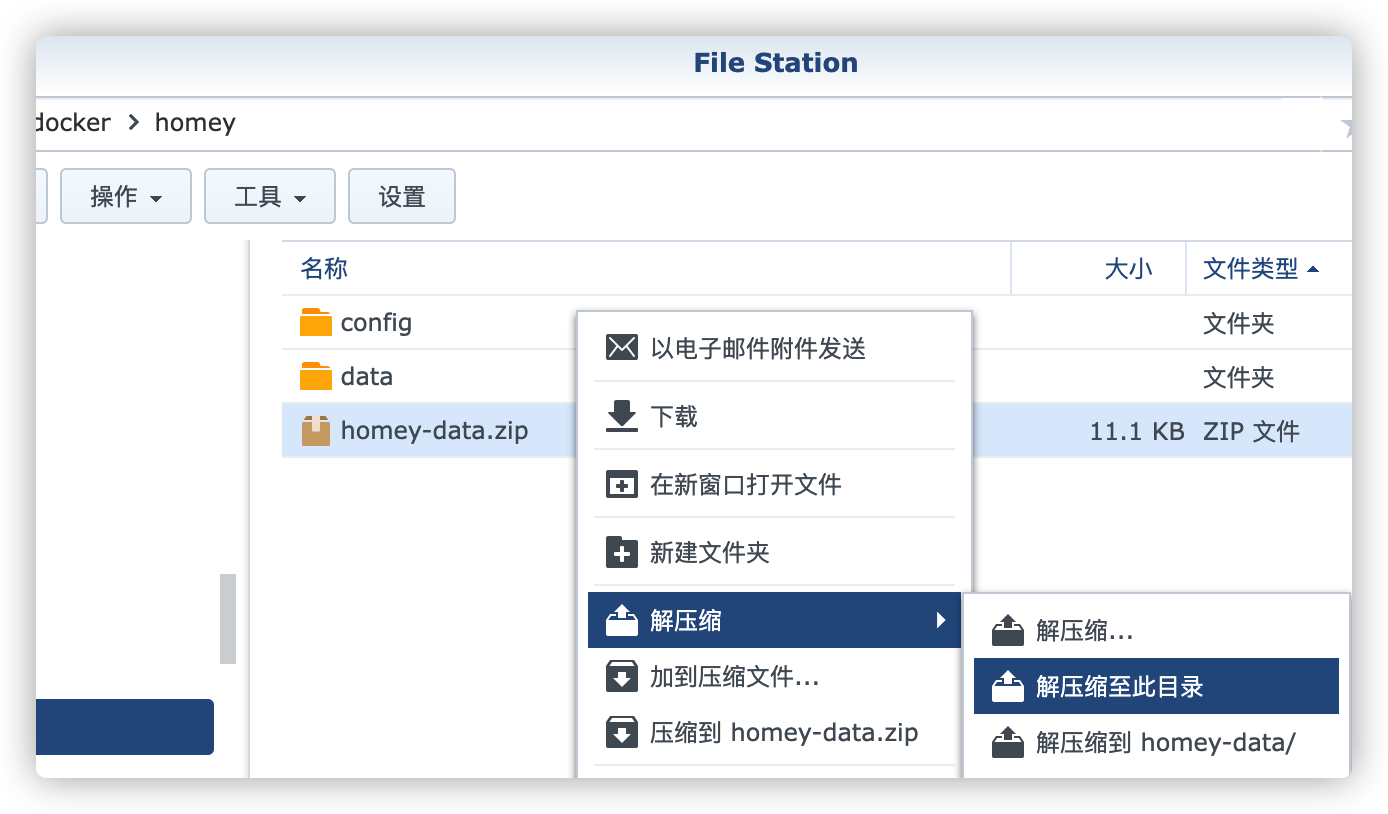 File Station
docker > homey
操作 工具 设置
名称 大小 文件类型
config 文件夹
data 文件夹
homey-data.zip 11.1 KB ZIP 文件
以电子邮件附件发送
下载
在新窗口打开文件
新建文件夹
解压缩
加到压缩文件...
压缩到 homey-data.zip
解压缩...
解压缩至此目录
解压缩到 homey-data/